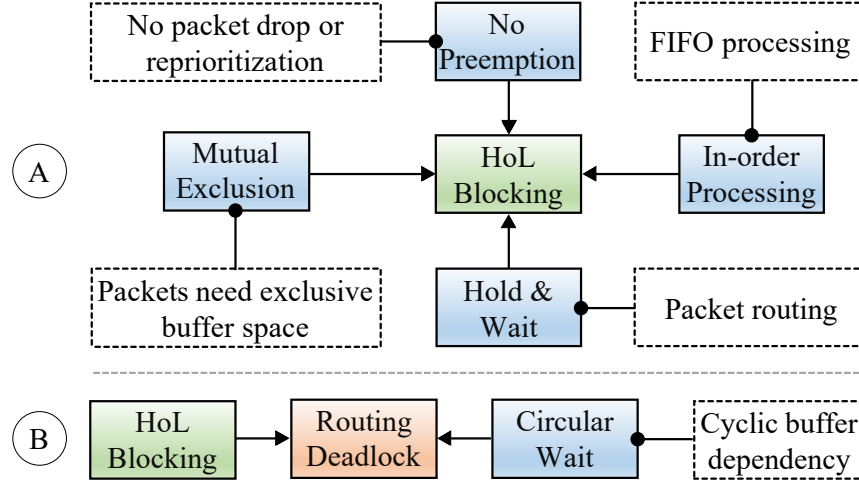 No packet drop or
reprioritization
No
Preemption
FIFO processing
A
Mutual
Exclusion
HoL
Blocking
In-order
Processing
Packets need exclusive
buffer space
Hold &
Wait
Packet routing
B
HoL
Blocking
Routing
Deadlock
Circular
Wait
Cyclic buffer
dependency